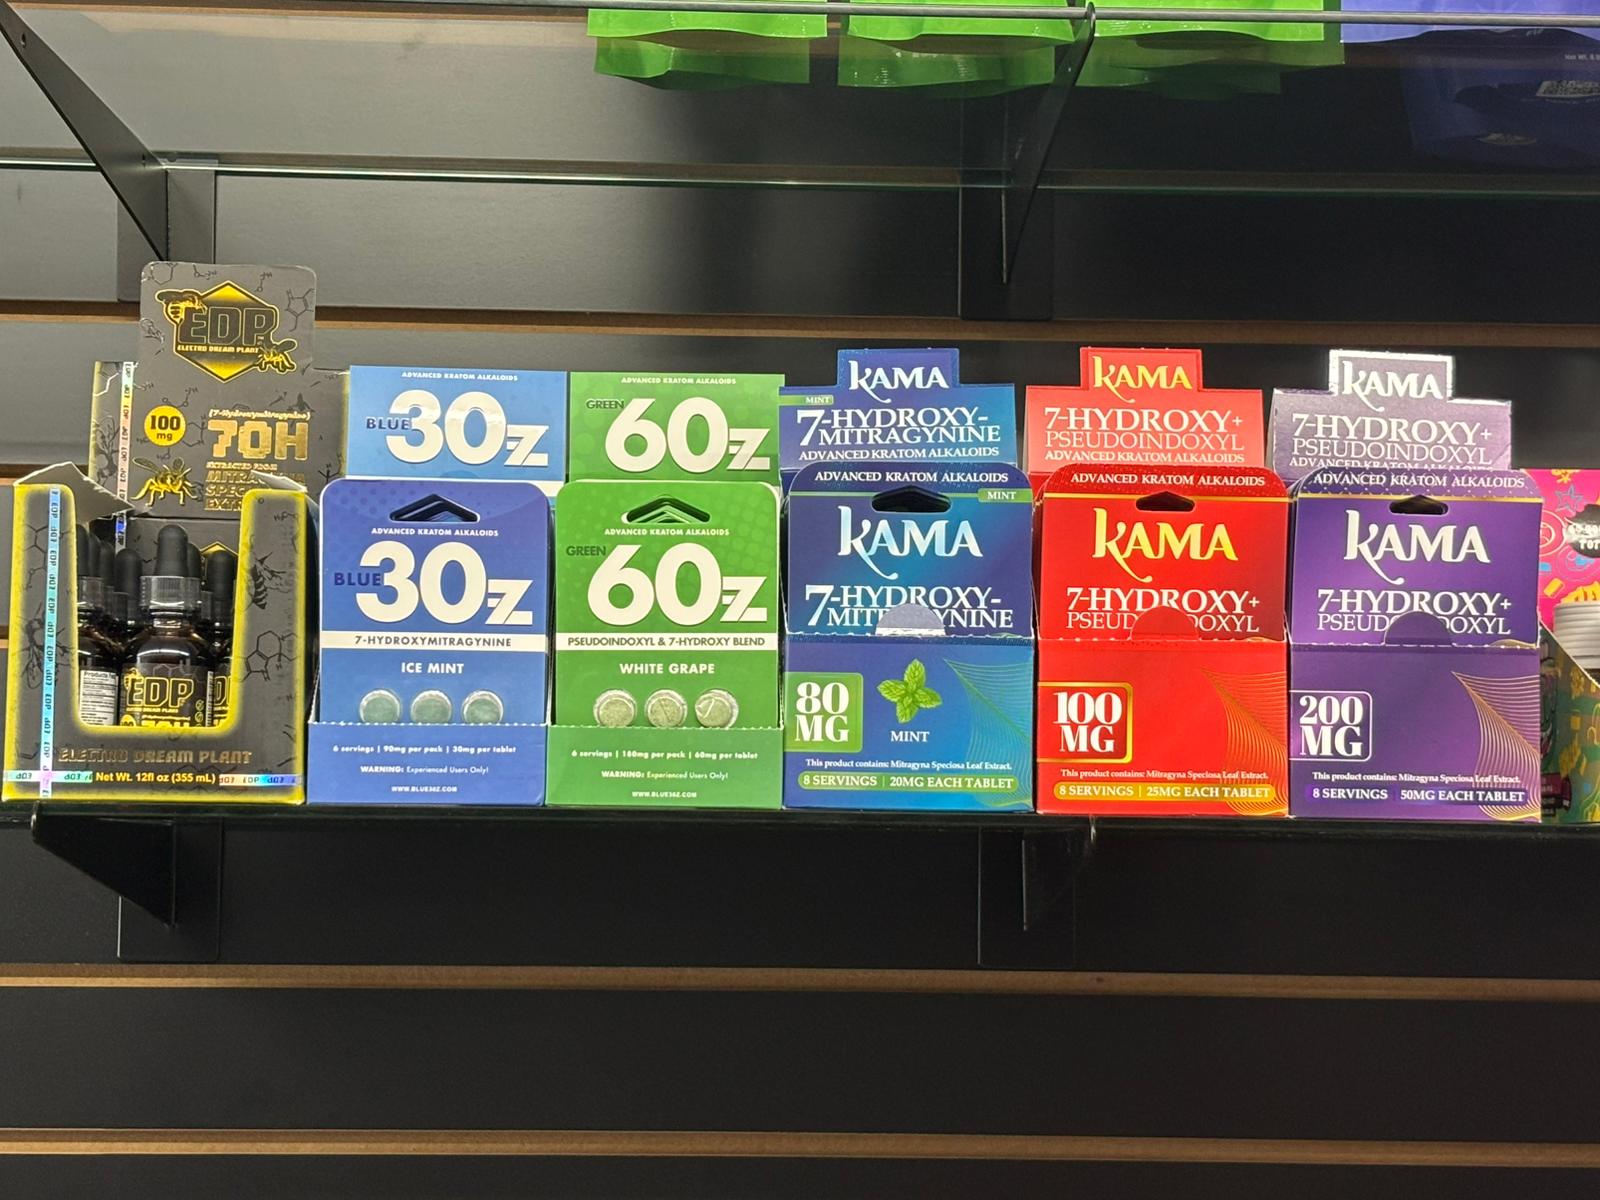 EDP
ELECTRO DREAM PLANT
100
mg
(7-Hydroxymitragynine)
7OH
EXTRACTED FROM
EDP
ELECTRO DREAM PLANT
Net Wt. 12fl oz (355 mL)
ADVANCED KRATOM ALKALOIDS
BLUE 30z
ADVANCED KRATOM ALKALOIDS
BLUE 30z
7-HYDROXYMITRAGYNINE
ICE MINT
6 servings | 90mg per pack | 30mg per tablet
WARNING: Experienced Users Only!
WWW.BLUE30Z.COM
ADVANCED KRATOM ALKALOIDS
GREEN 60z
ADVANCED KRATOM ALKALOIDS
GREEN 60z
PSEUDOINDOXYL & 7-HYDROXY BLEND
WHITE GRAPE
6 servings | 180mg per pack | 60mg per tablet
WARNING: Experienced Users Only!
WWW.BLUE30Z.COM
KAMA
MINT
7-HYDROXY-
MITRAGYNINE
ADVANCED KRATOM ALKALOIDS
ADVANCED KRATOM ALKALOIDS
MINT
KAMA
7-HYDROXY-
80
MG
MINT
This product contains: Mitragyna Speciosa Leaf Extract.
8 SERVINGS | 20MG EACH TABLET
KAMA
7-HYDROXY+
PSEUDOINDOXYL
ADVANCED KRATOM ALKALOIDS
ADVANCED KRATOM ALKALOIDS
KAMA
7-HYDROXY+
100
MG
This product contains: Mitragyna Speciosa Leaf Extract.
8 SERVINGS | 25MG EACH TABLET
KAMA
7-HYDROXY+
PSEUDOINDOXYL
ADVANCED KRATOM ALKALOIDS
ADVANCED KRATOM ALKALOIDS
KAMA
7-HYDROXY+
200
MG
This product contains: Mitragyna Speciosa Leaf Extract.
8 SERVINGS | 50MG EACH TABLET